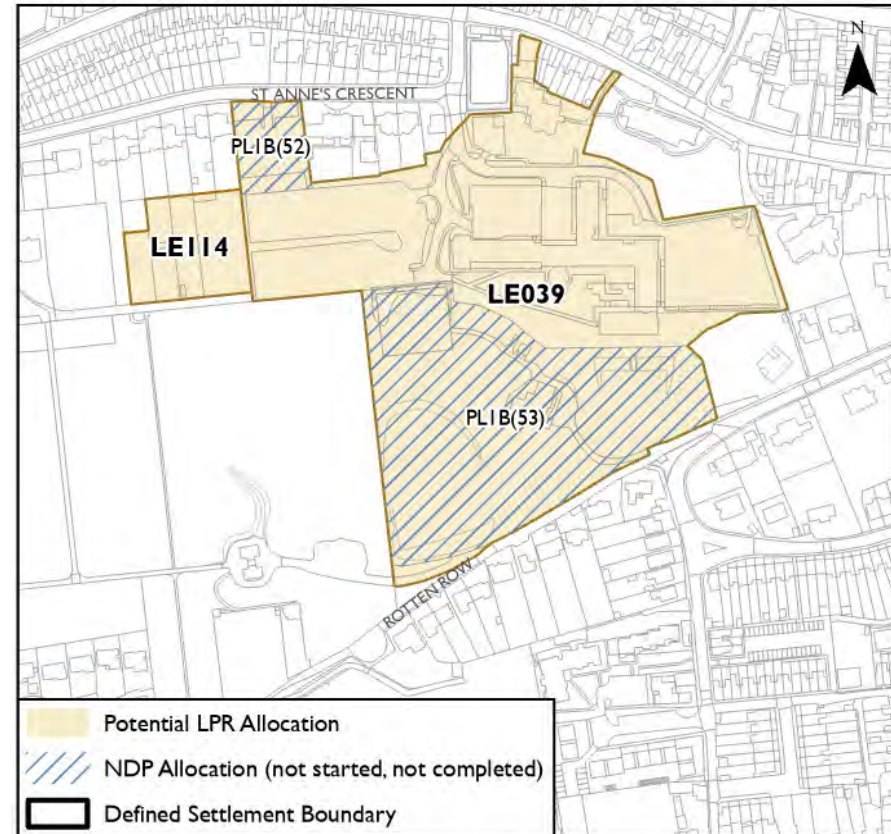 N
ST ANNE'S CRESCENT
PL1B(52)
LE114
LE039
PL1B(53)
ROTTEN ROW
Potential LPR Allocation
NDP Allocation (not started, not completed)
Defined Settlement Boundary